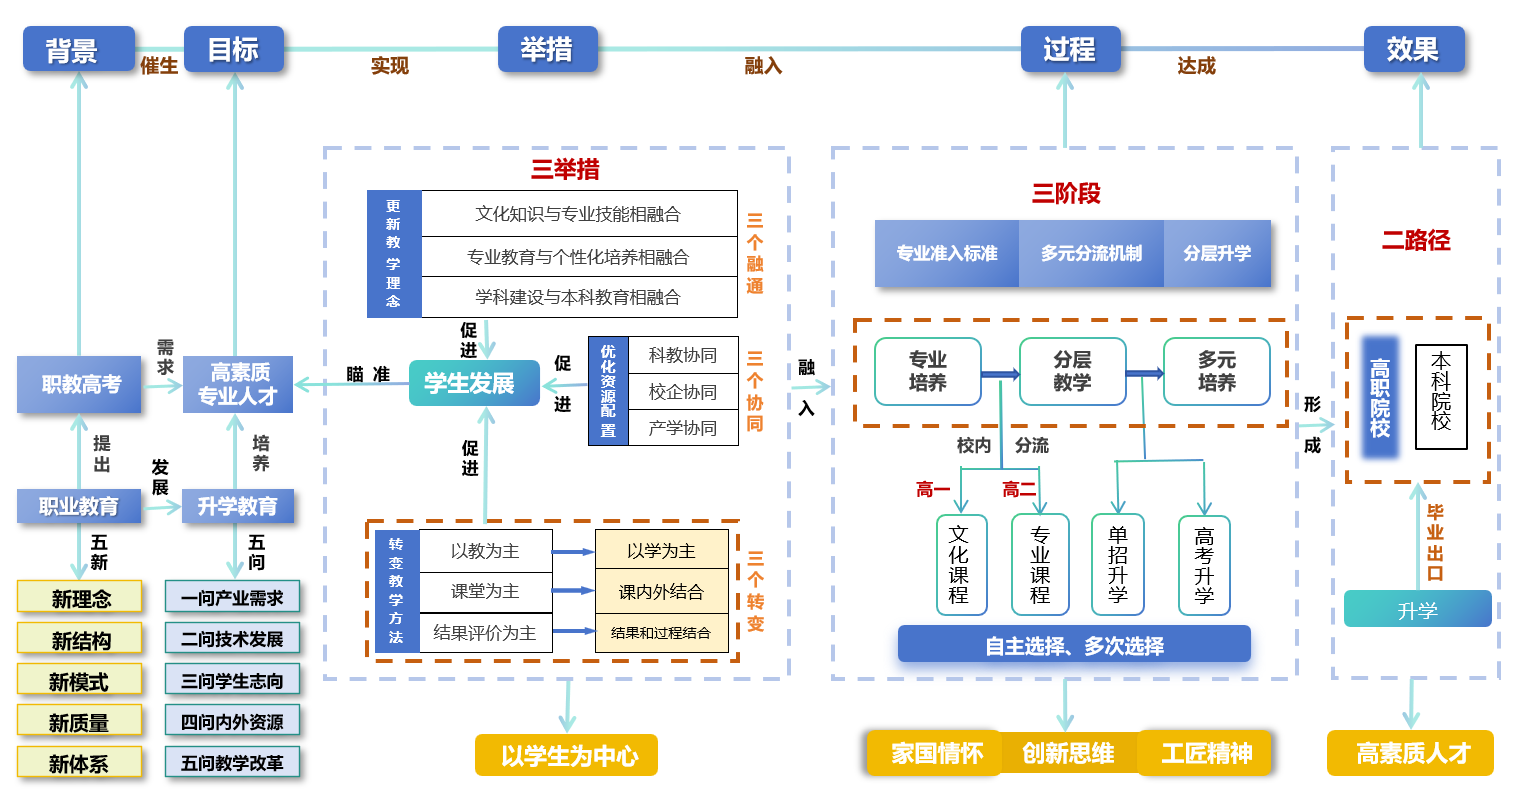 背景
催生
目标
实现
举措
融入
过程
达成
效果
职教高考
需求
高素质
专业人才
提出
培养
职业教育
发展
升学教育
五新
五问
新理念
新结构
新模式
新质量
新体系
一问产业需求
二问技术发展
三问学生志向
四问内外资源
五问教学改革
三举措
更新教学理念
文化知识与专业技能相融合
专业教育与个性化培养相融合
学科建设与本科教育相融合
三个融通
促进
瞄 准
学生发展
促进
优化资源配置
科教协同
校企协同
产学协同
三个协同
促进
转变教学方法
以教为主
课堂为主
结果评价为主
以学为主
课内外结合
结果和过程结合
三个转变
以学生为中心
融入
三阶段
专业准入标准
多元分流机制
分层升学
专业
培养
分层
教学
多元
培养
校内
分流
高一
高二
文化课程
专业课程
单招升学
高考升学
自主选择、多次选择
家国情怀
创新思维
工匠精神
形成
二路径
高职院校
本科院校
毕业出口
升学
高素质人才